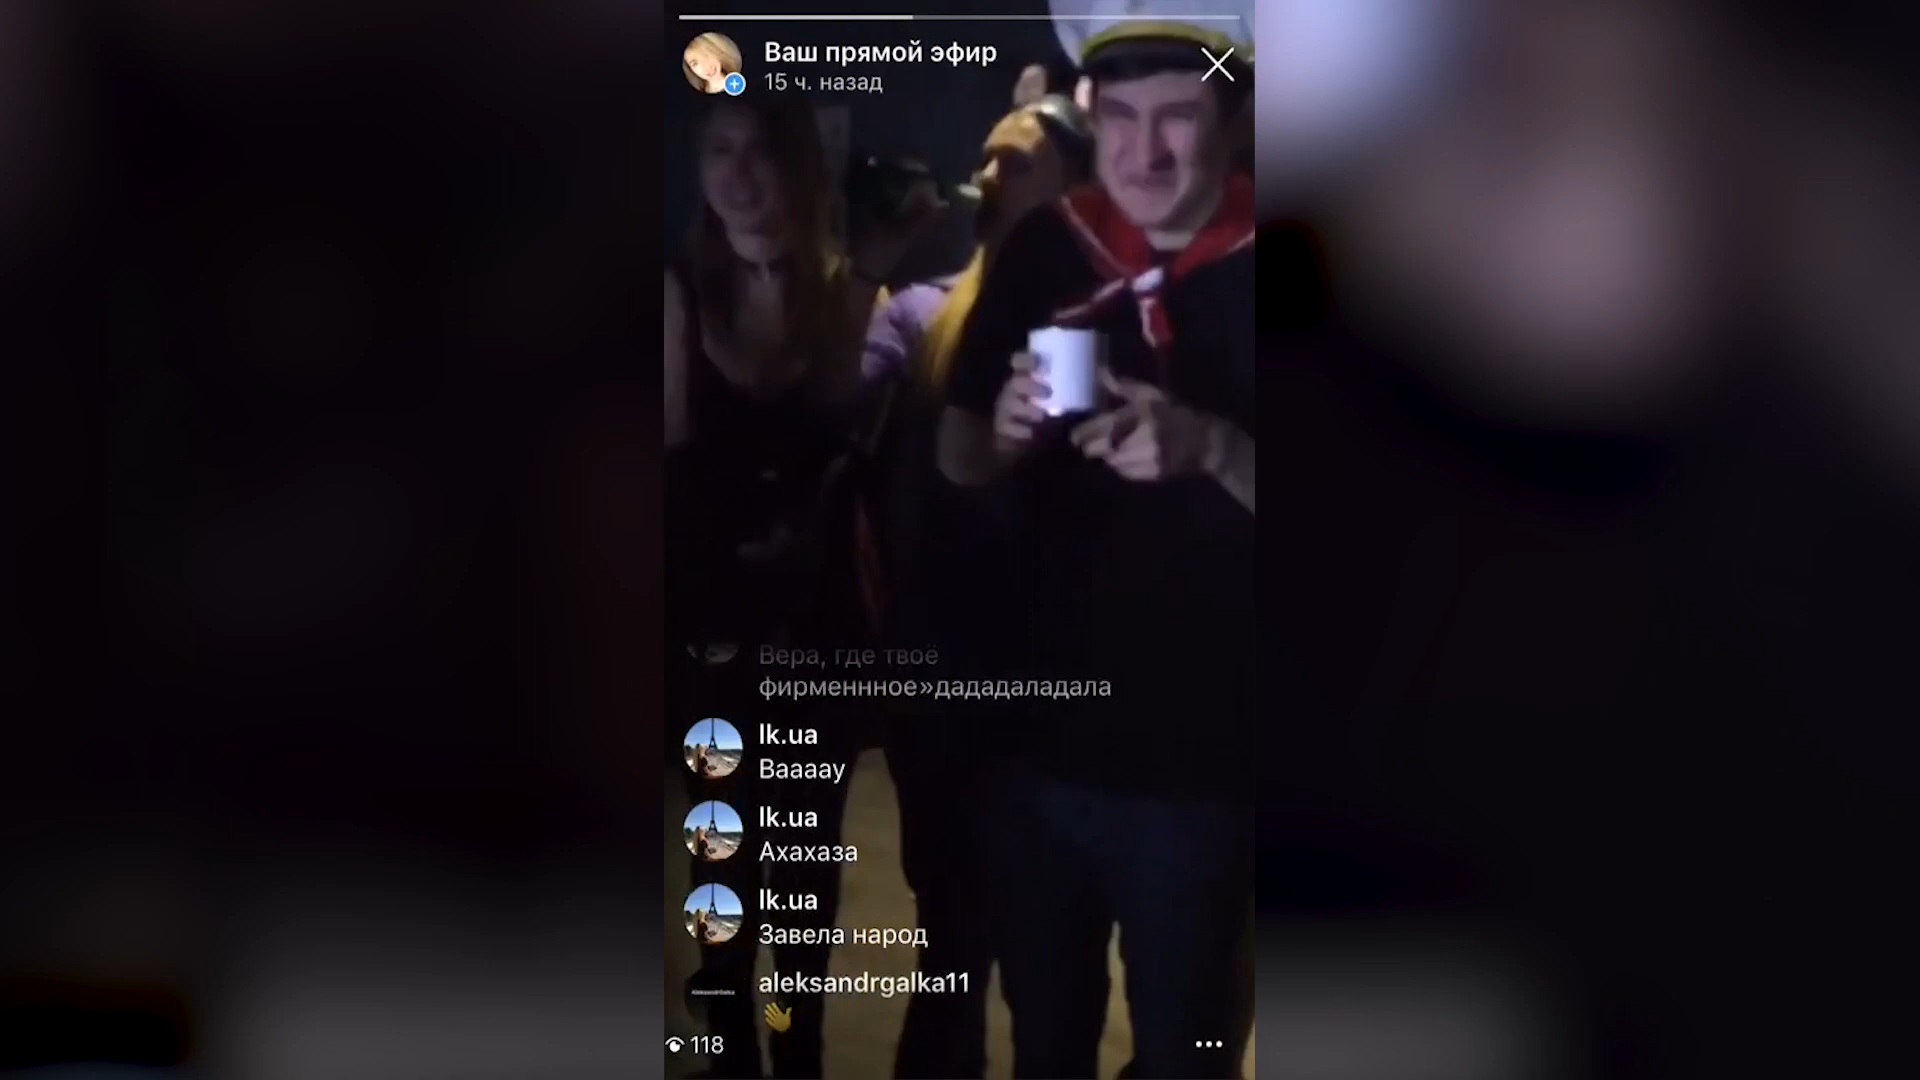 Ваш прямой эфир
15 ч. назад
Вера, где твоё
фирменнное»дададаладала
lk.ua
Ваааау
lk.ua
Ахахаза
lk.ua
Завела народ
aleksandrgalka11
👋
118